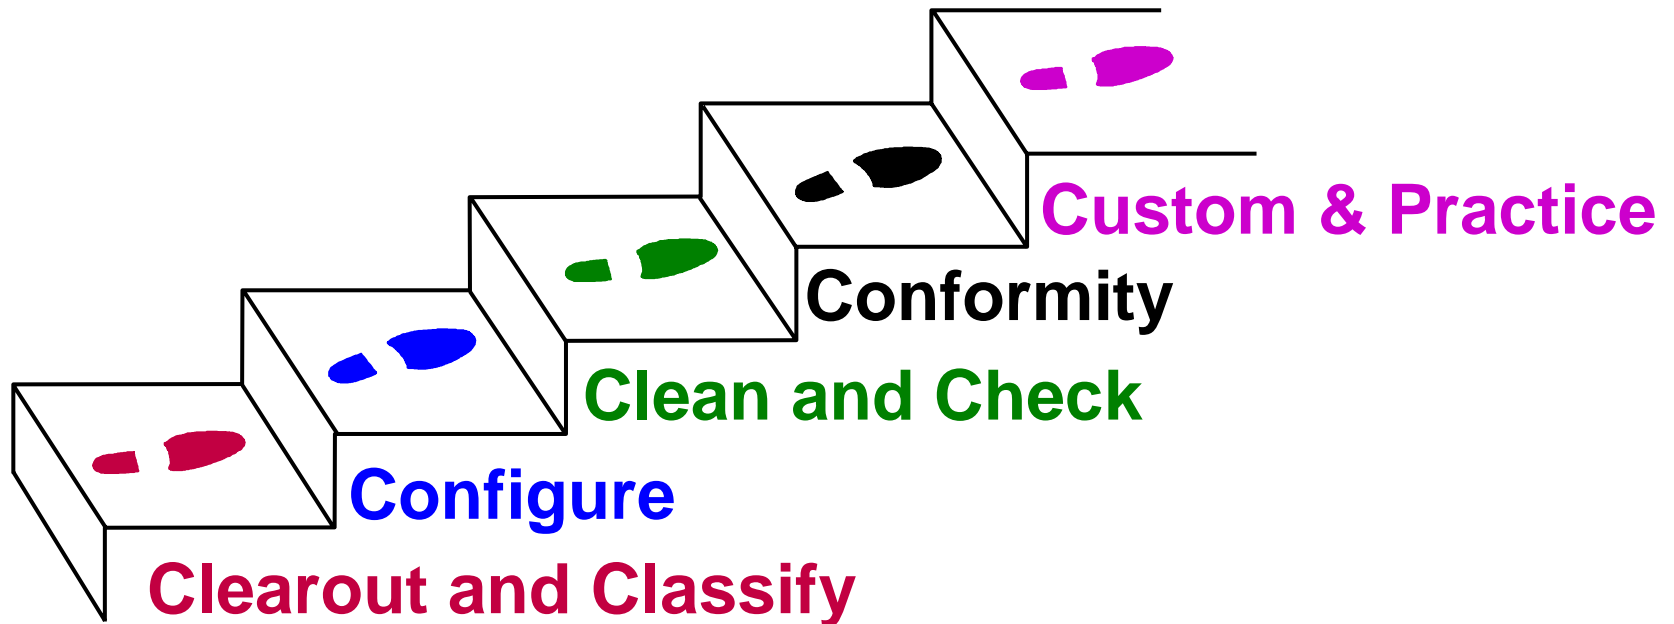 Custom & Practice
Conformity
Clean and Check
Configure
Clearout and Classify